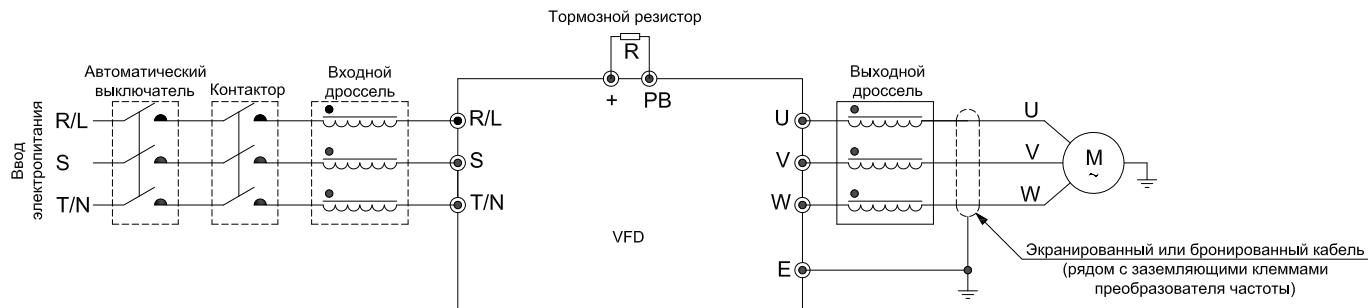 Тормозной резистор
R
+ PB
Автоматический
выключатель
Контактор
Входной
дроссель
Выходной
дроссель
Ввод
электропитания
R/L
S
T/N
R/L
S
T/N
VFD
U
V
W
E
U
V
W
M
~
Экранированный или бронированный кабель
(рядом с заземляющими клеммами
преобразователя частоты)